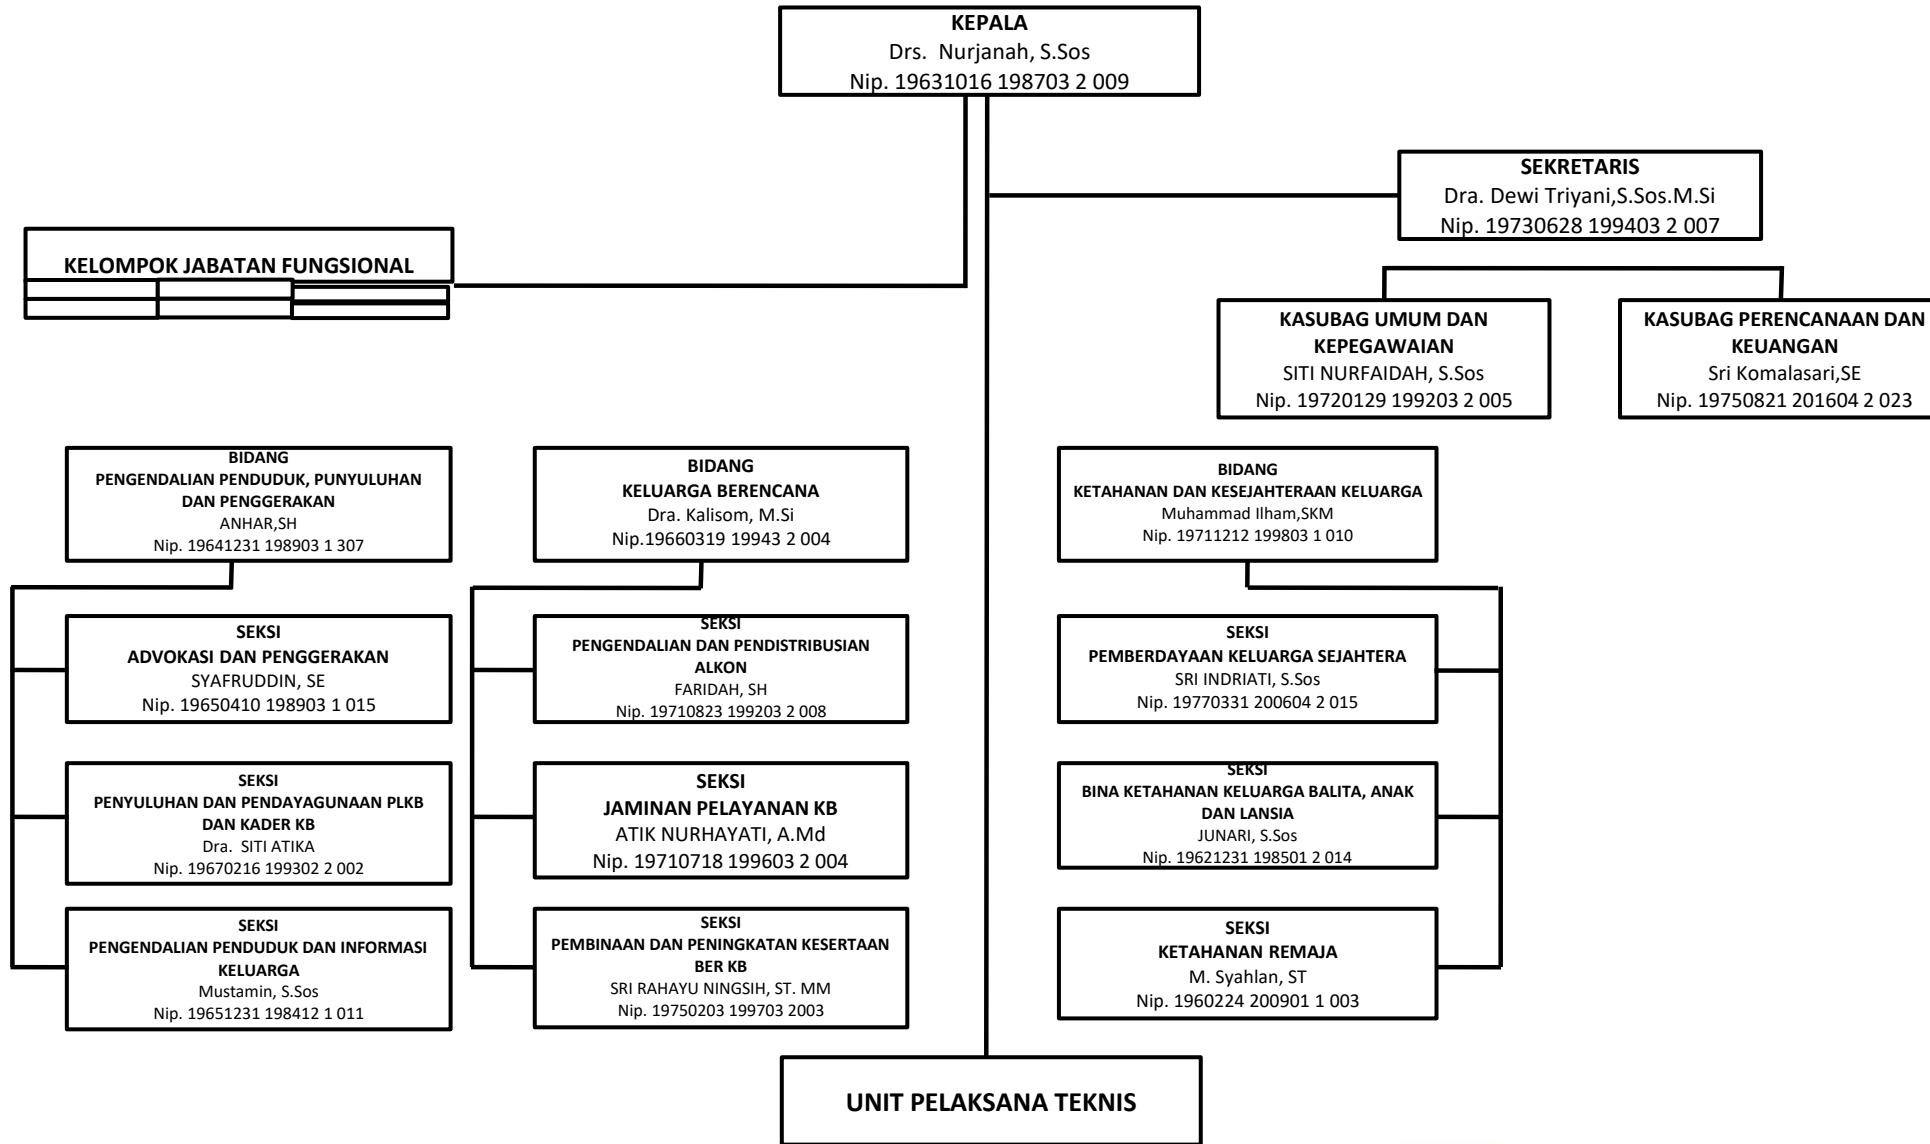 KEPALA
Drs.  Nurjanah, S.Sos
Nip. 19631016 198703 2 009
SEKRETARIS
Dra. Dewi Triyani,S.Sos.M.Si
Nip. 19730628 199403 2 007
KELOMPOK JABATAN FUNGSIONAL
KASUBAG UMUM DAN
KEPEGAWAIAN
SITI NURFAIDAH, S.Sos
Nip. 19720129 199203 2 005
KASUBAG PERENCANAAN DAN
KEUANGAN
Sri Komalasari,SE
Nip. 19750821 201604 2 023
BIDANG
PENGENDALIAN PENDUDUK, PUNYULUHAN
DAN PENGGERAKAN
ANHAR,SH
Nip. 19641231 198903 1 307
BIDANG
KELUARGA BERENCANA
Dra. Kalisom, M.Si
Nip.19660319 19943 2 004
BIDANG
KETAHANAN DAN KESEJAHTERAAN KELUARGA
Muhammad Ilham,SKM
Nip. 19711212 199803 1 010
SEKSI
ADVOKASI DAN PENGGERAKAN
SYAFRUDDIN, SE
Nip. 19650410 198903 1 015
SEKSI
PENGENDALIAN DAN PENDISTRIBUSIAN
ALKON
FARIDAH, SH
Nip. 19710823 199203 2 008
SEKSI
PEMBERDAYAAN KELUARGA SEJAHTERA
SRI INDRIATI, S.Sos
Nip. 19770331 200604 2 015
SEKSI
PENYULUHAN DAN PENDAYAGUNAAN PLKB
DAN KADER KB
Dra.  SITI ATIKA
Nip. 19670216 199302 2 002
SEKSI
JAMINAN PELAYANAN KB
ATIK NURHAYATI, A.Md
Nip. 19710718 199603 2 004
SEKSI
BINA KETAHANAN KELUARGA BALITA, ANAK
DAN LANSIA
JUNARI, S.Sos
Nip. 19621231 198501 2 014
SEKSI
PENGENDALIAN PENDUDUK DAN INFORMASI
KELUARGA
Mustamin, S.Sos
Nip. 19651231 198412 1 011
SEKSI
PEMBINAAN DAN PENINGKATAN KESERTAAN
BER KB
SRI RAHAYU NINGSIH, ST. MM
Nip. 19750203 199703 2003
SEKSI
KETAHANAN REMAJA
M. Syahlan, ST
Nip. 1960224 200901 1 003
UNIT PELAKSANA TEKNIS